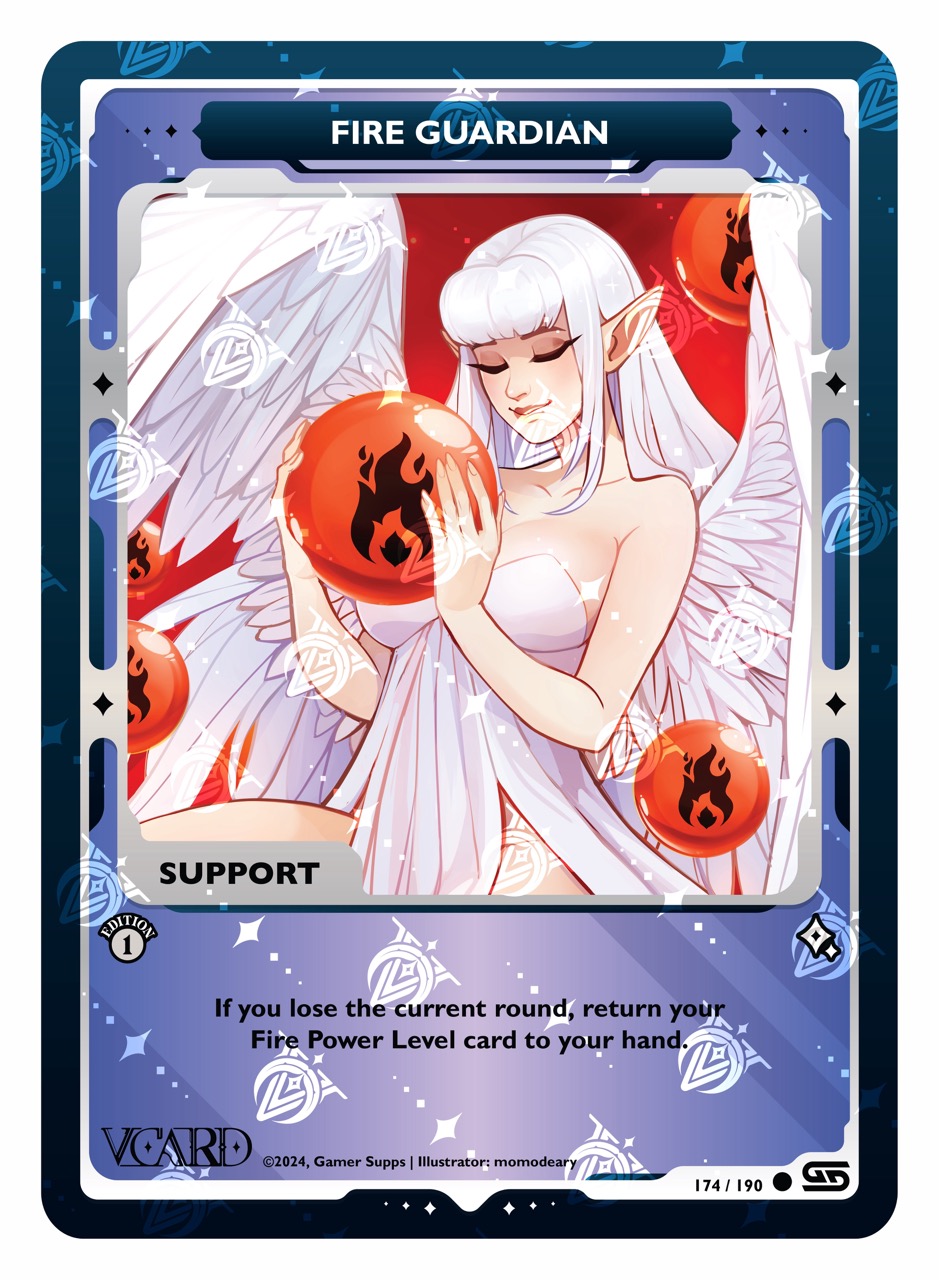 FIRE GUARDIAN
SUPPORT
EDITION
1
If you lose the current round, return your
Fire Power Level card to your hand.
VCARD
©2024, Gamer Supps | Illustrator: momodeary
174 / 190
GS